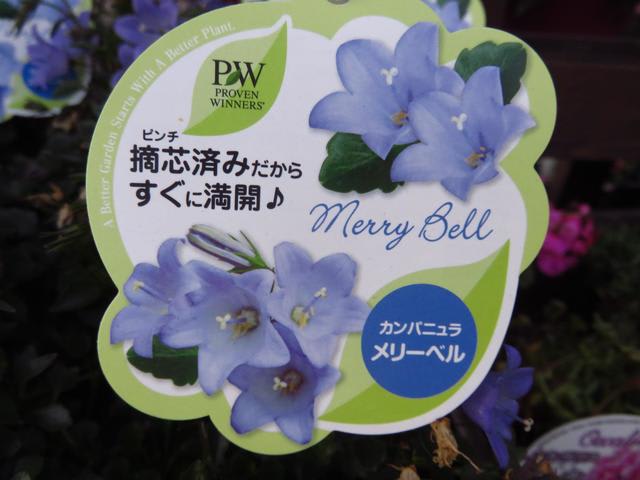 A Better Garden Starts With A Better Plant.
PW
PROVEN
WINNERS®
ピンチ
摘芯済みだから
すぐに満開♪
Merry Bell
カンパニュラ
メリーベル